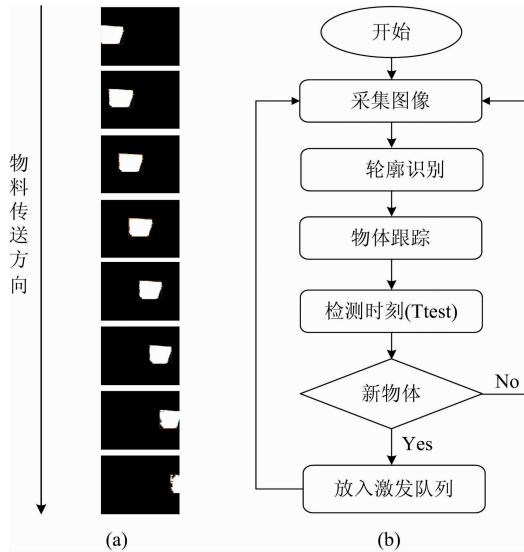 物料传送方向
(a)
开始
采集图像
轮廓识别
物体跟踪
检测时刻(Ttest)
新物体
No
Yes
放入激发队列
(b)